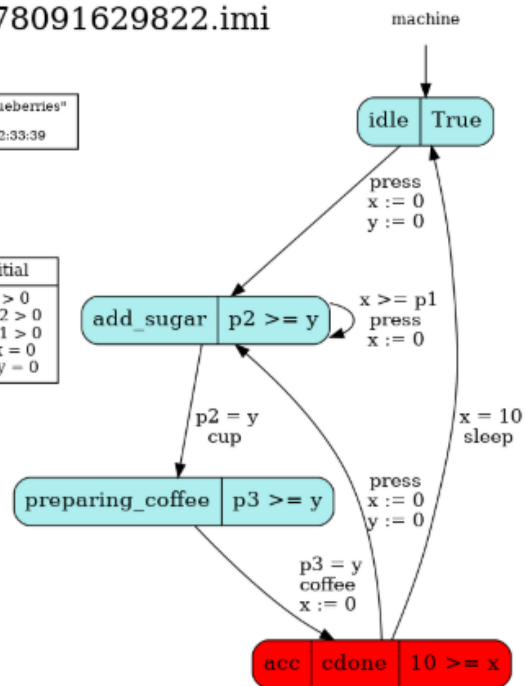 78091629822.imi
machine
ueberries"
2:33:39
idle True
press
x := 0
y := 0
itial
> 0
2 > 0
1 > 0
x = 0
y = 0
add_sugar p2 >= y
x >= p1
press
x := 0
p2 = y
cup
x = 10
sleep
preparing_coffee p3 >= y
press
x := 0
y := 0
p3 = y
coffee
x := 0
acc cdone 10 >= x